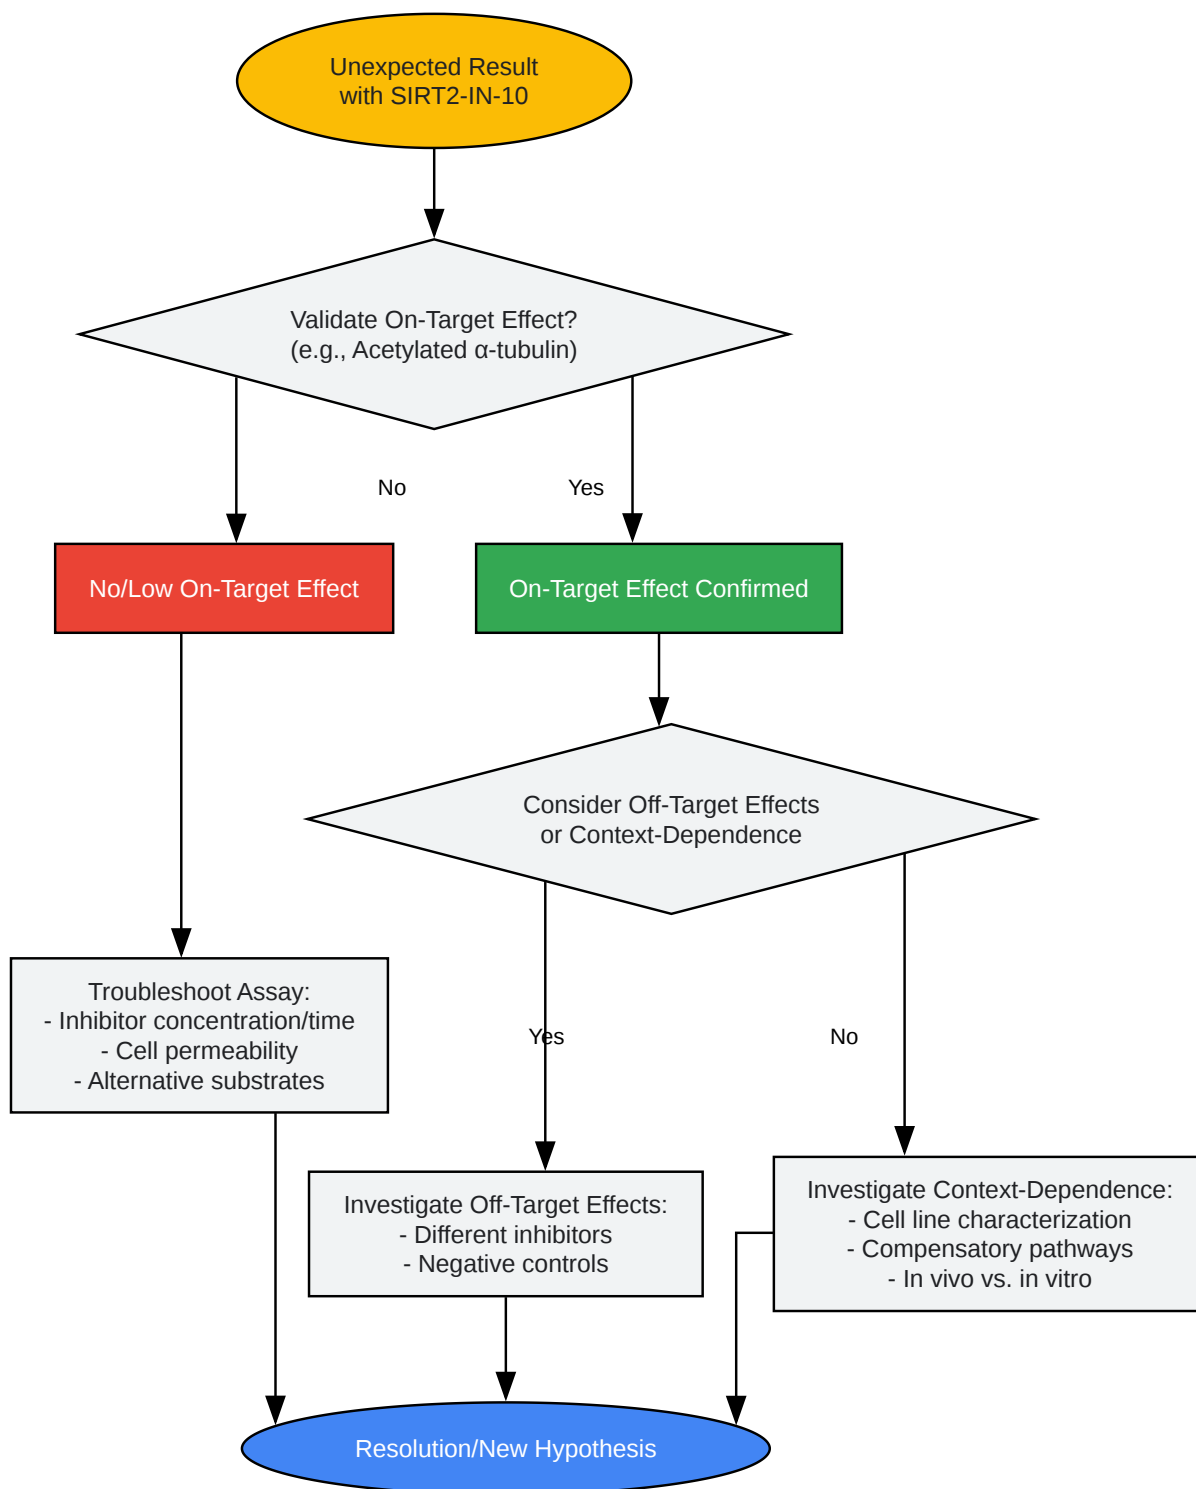 Unexpected Result
with SIRT2-IN-10
Validate On-Target Effect?
(e.g., Acetylated α-tubulin)
No
Yes
No/Low On-Target Effect
On-Target Effect Confirmed
Consider Off-Target Effects
or Context-Dependence
Troubleshoot Assay:
- Inhibitor concentration/time
- Cell permeability
- Alternative substrates
Yes
No
Investigate Off-Target Effects:
- Different inhibitors
- Negative controls
Investigate Context-Dependence:
- Cell line characterization
- Compensatory pathways
- In vivo vs. in vitro
Resolution/New Hypothesis